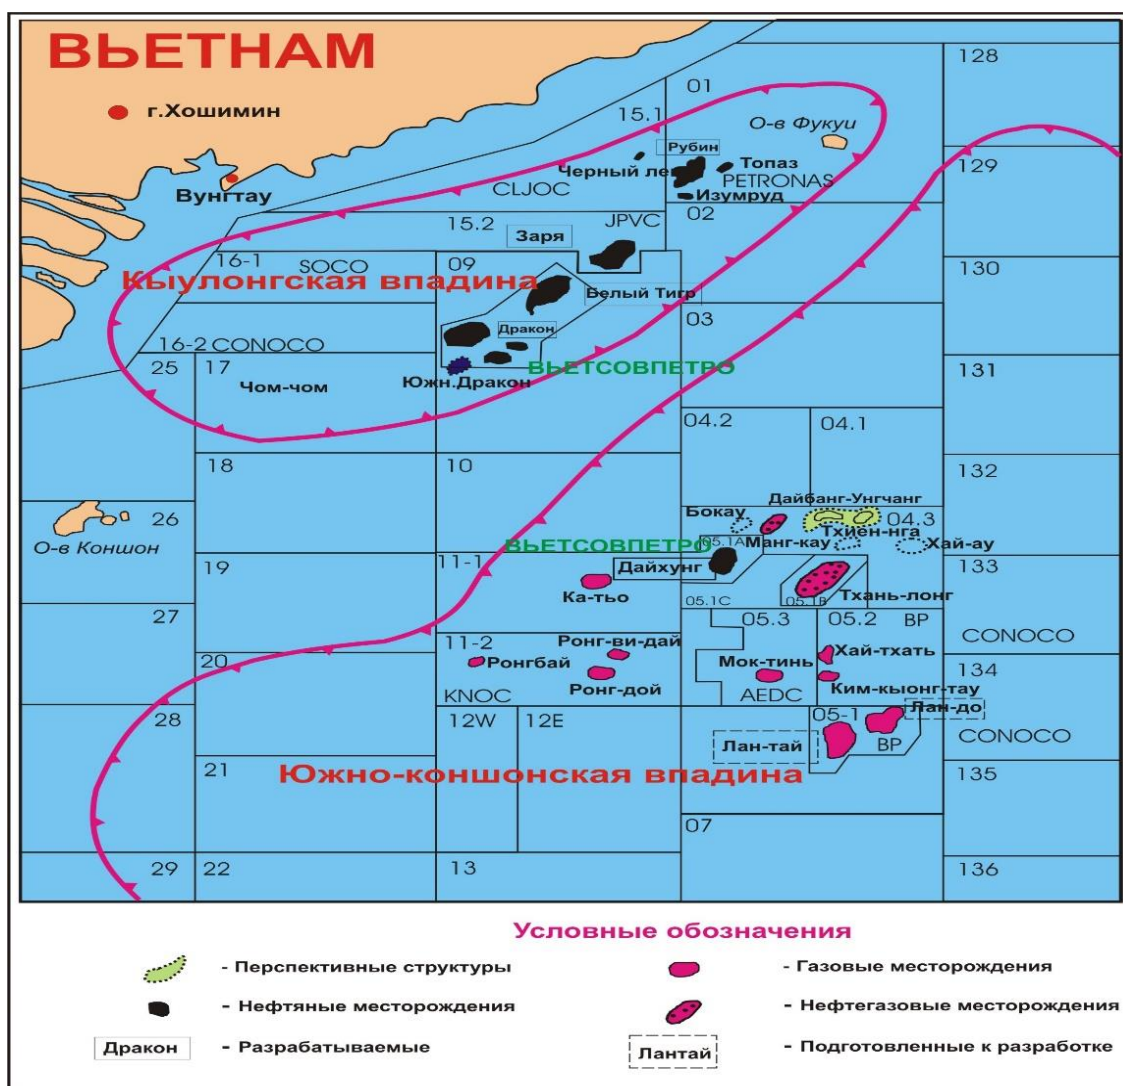 ВЬЕТНАМ
г.Хошимин
Вунгтау
128
01
15.1
О-в Фукуи
Рубин
129
Черный ле
Топаз
CLJOC
PETRONAS
Изумруд
02
15.2
JPVC
Заря
16-1
SOCO
09
130
Кыулонгская впадина
Белый Тигр
03
Дракон
16-2 CONOCO
25
17
ВЬЕТСОВПЕТРО
131
Чом-чом
Южн.Дракон
04.2
04.1
18
10
132
Дайбанг-Унгчанг
Бокау
26
04.3
Тхиен-нга
О-в Коншон
ВЬЕТСОВПЕТРО
05.1A
Манг-кау
Хай-ау
11-1
Дайхунг
19
133
Ка-тьо
05.1C
05.1B
Тхань-лонг
27
05.3
05.2
BP
CONOCO
11-2
Ронг-ви-дай
Хай-тхать
20
Ронгбай
Мок-тинь
134
Ронг-дой
Ким-кыонг-тау
KNOC
AEDC
Лан-до
28
12W
12E
05-1
CONOCO
Лан-тай
BP
21
Южно-коншонская впадина
135
07
29
22
13
136
Условные обозначения
- Перспективные структуры
- Газовые месторождения
- Нефтяные месторождения
- Нефтегазовые месторождения
Дракон
- Разрабатываемые
Лантай
- Подготовленные к разработке